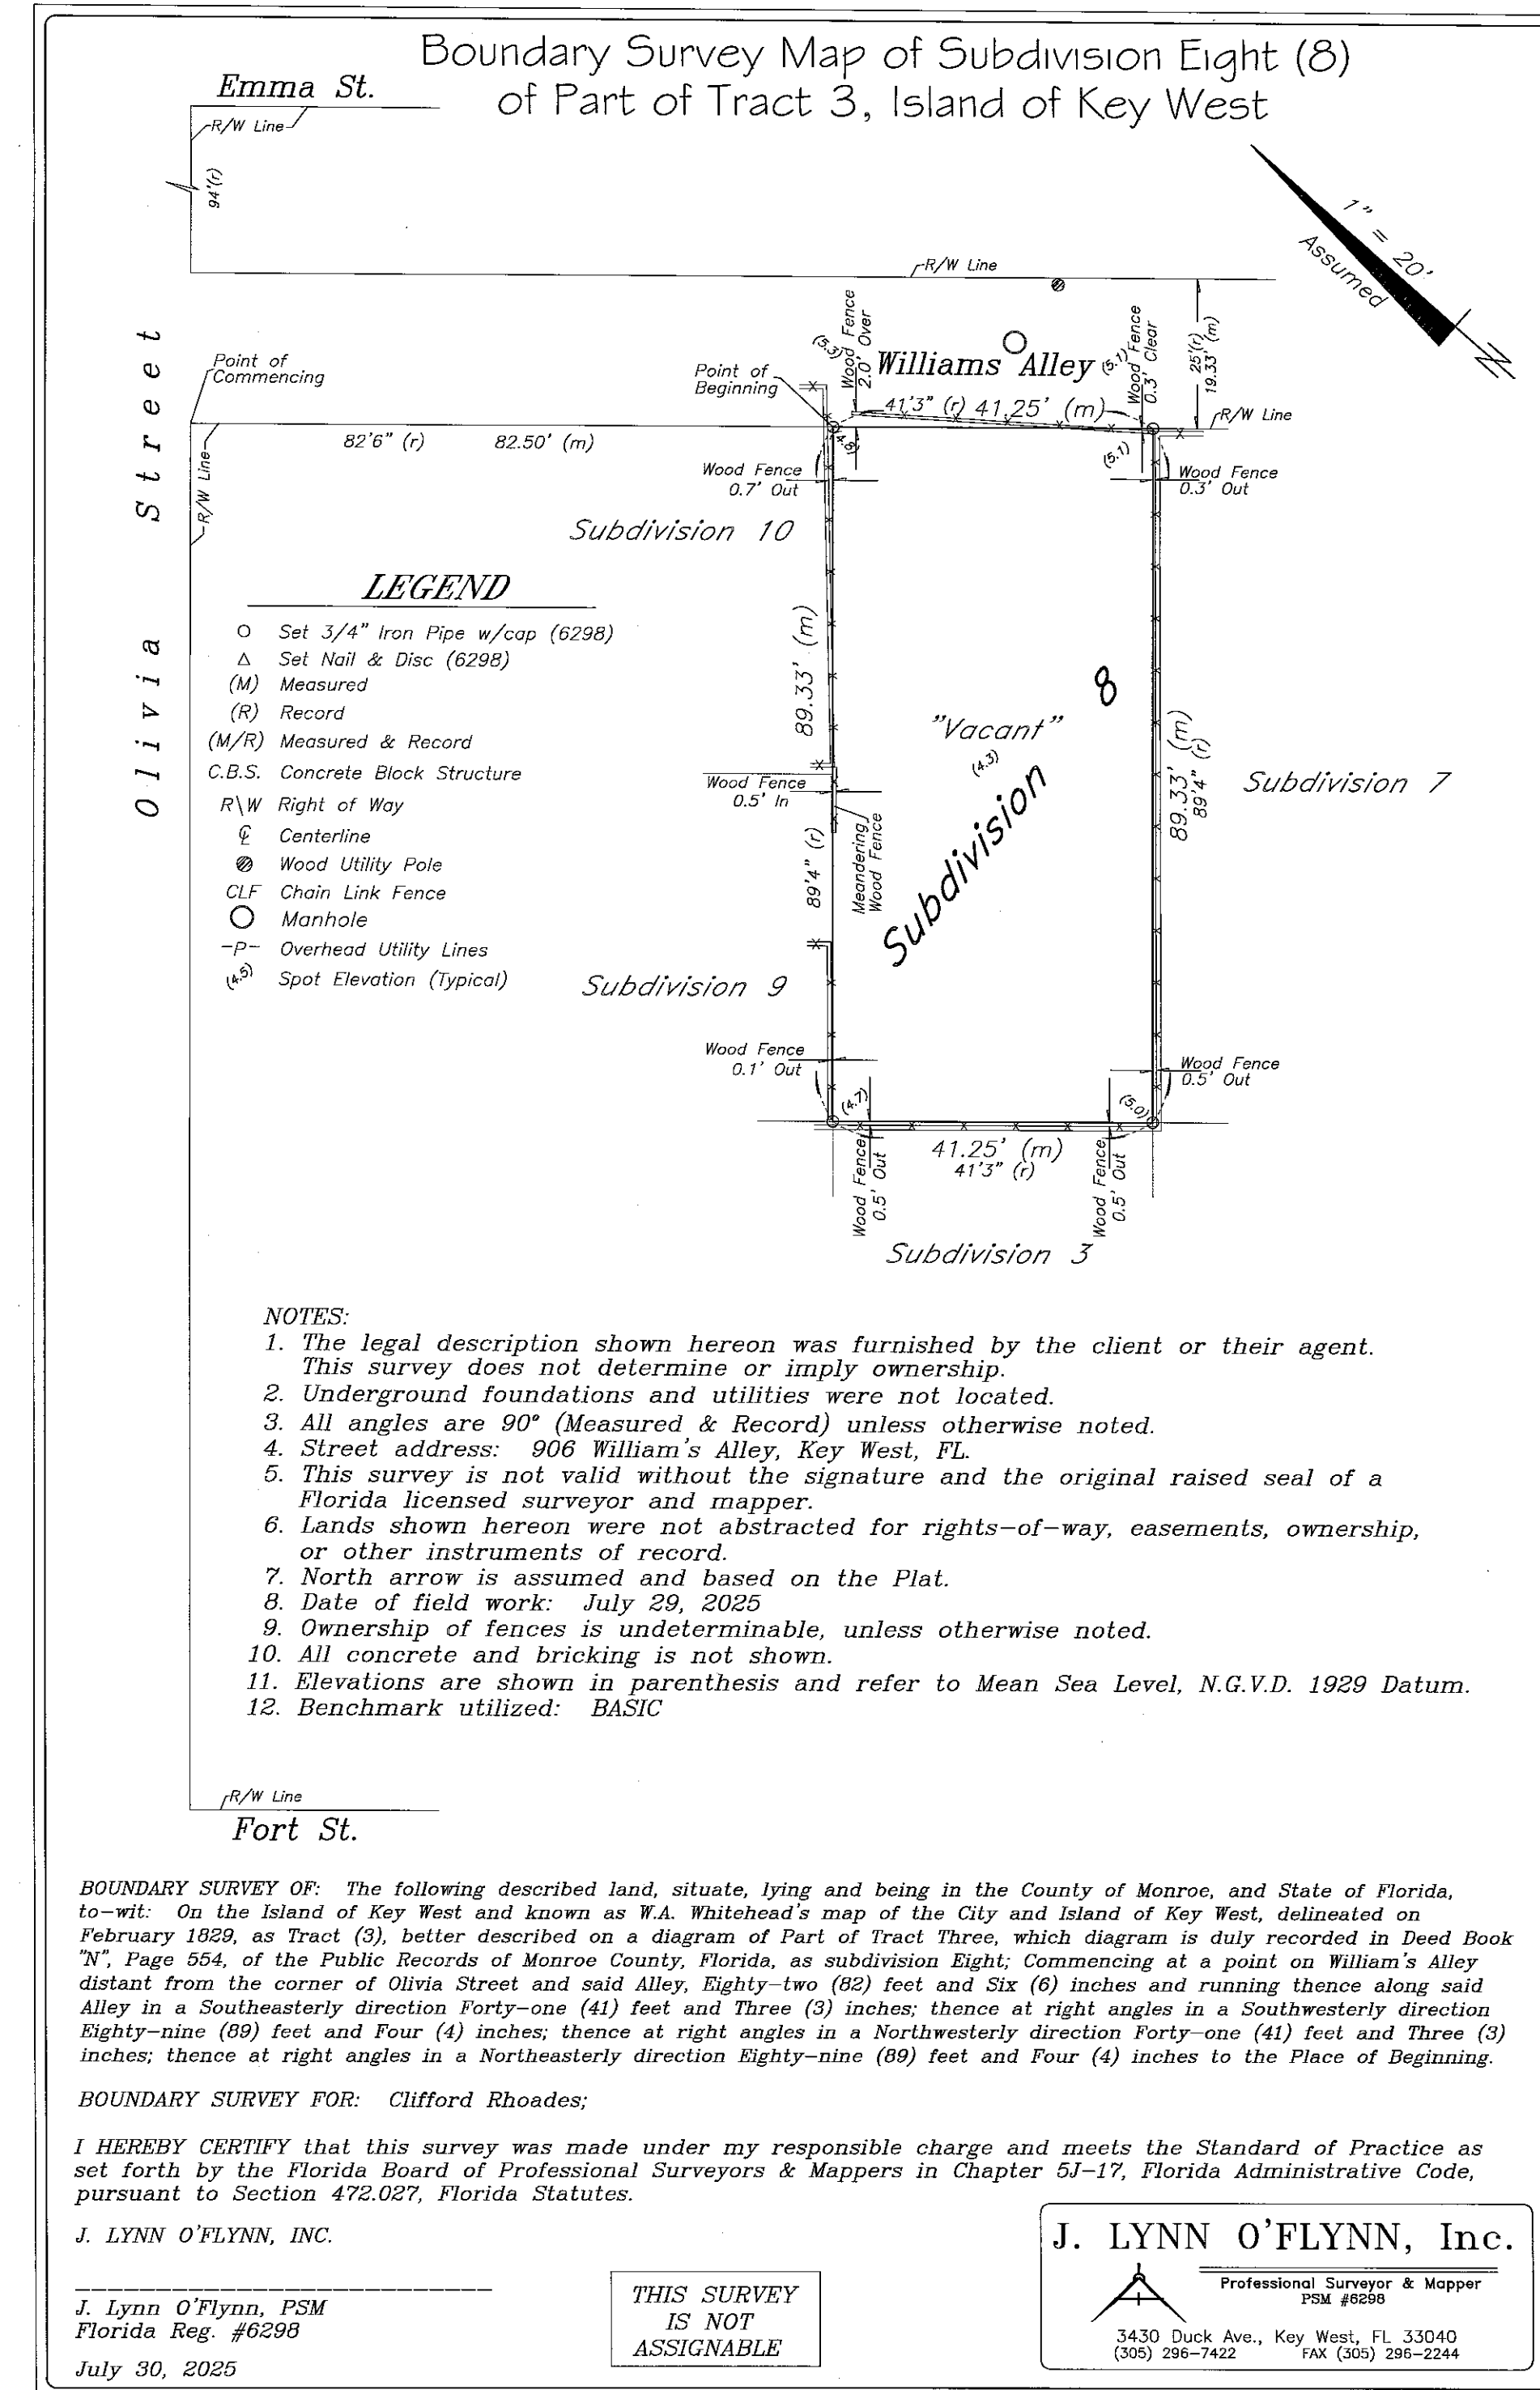 Boundary Survey Map of Subdivision Eight (8)
of Part of Tract 3, Island of Key West
Emma St.
R/W Line
94'(r)
1" = 20'
Assumed
N
R/W Line
Olivia Street
Point of
Commencing
Point of
Beginning
(5.3)
Wood Fence
2.0' Over
Williams Alley
(5.1)
Wood Fence
0.3' Clear
25'(r)
19.33' (m)
41'3" (r) 41.25' (m)
R/W Line
82'6" (r) 82.50' (m)
R/W Line
(5.1)
Wood Fence
0.7' Out
Wood Fence
0.3' Out
Subdivision 10
LEGEND
O Set 3/4" Iron Pipe w/cap (6298)
Δ Set Nail & Disc (6298)
(M) Measured
(R) Record
(M/R) Measured & Record
C.B.S. Concrete Block Structure
R\W Right of Way
℄ Centerline
Wood Utility Pole
CLF Chain Link Fence
Manhole
-P- Overhead Utility Lines
(4.5) Spot Elevation (Typical)
89.33' (m)
89'4" (r)
"Vacant"
(4.3)
Subdivision 8
89.33' (m)
89'4" (r)
Subdivision 7
Wood Fence
0.5' In
Meandering
Wood Fence
Subdivision 9
Wood Fence
0.1' Out
Wood Fence
0.5' Out
(4.7)
(5.0)
41.25' (m)
41'3" (r)
Wood Fence
0.5' Out
Wood Fence
0.5' Out
Subdivision 3
NOTES:
1. The legal description shown hereon was furnished by the client or their agent.
This survey does not determine or imply ownership.
2. Underground foundations and utilities were not located.
3. All angles are 90° (Measured & Record) unless otherwise noted.
4. Street address: 906 William's Alley, Key West, FL.
5. This survey is not valid without the signature and the original raised seal of a
Florida licensed surveyor and mapper.
6. Lands shown hereon were not abstracted for rights-of-way, easements, ownership,
or other instruments of record.
7. North arrow is assumed and based on the Plat.
8. Date of field work: July 29, 2025
9. Ownership of fences is undeterminable, unless otherwise noted.
10. All concrete and bricking is not shown.
11. Elevations are shown in parenthesis and refer to Mean Sea Level, N.G.V.D. 1929 Datum.
12. Benchmark utilized: BASIC
R/W Line
Fort St.
BOUNDARY SURVEY OF: The following described land, situate, lying and being in the County of Monroe, and State of Florida,
to-wit: On the Island of Key West and known as W.A. Whitehead's map of the City and Island of Key West, delineated on
February 1829, as Tract (3), better described on a diagram of Part of Tract Three, which diagram is duly recorded in Deed Book
"N", Page 554, of the Public Records of Monroe County, Florida, as subdivision Eight; Commencing at a point on William's Alley
distant from the corner of Olivia Street and said Alley, Eighty-two (82) feet and Six (6) inches and running thence along said
Alley in a Southeasterly direction Forty-one (41) feet and Three (3) inches; thence at right angles in a Southwesterly direction
Eighty-nine (89) feet and Four (4) inches; thence at right angles in a Northwesterly direction Forty-one (41) feet and Three (3)
inches; thence at right angles in a Northeasterly direction Eighty-nine (89) feet and Four (4) inches to the Place of Beginning.
BOUNDARY SURVEY FOR: Clifford Rhoades;
I HEREBY CERTIFY that this survey was made under my responsible charge and meets the Standard of Practice as
set forth by the Florida Board of Professional Surveyors & Mappers in Chapter 5J-17, Florida Administrative Code,
pursuant to Section 472.027, Florida Statutes.
J. LYNN O'FLYNN, INC.
J. Lynn O'Flynn, PSM
Florida Reg. #6298
July 30, 2025
THIS SURVEY
IS NOT
ASSIGNABLE
J. LYNN O'FLYNN, Inc.
Professional Surveyor & Mapper
PSM #6298
3430 Duck Ave., Key West, FL 33040
(305) 296-7422 FAX (305) 296-2244